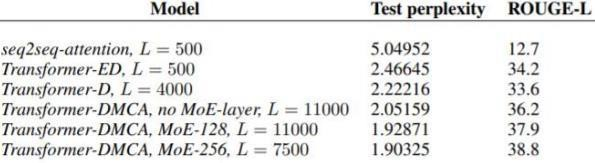 Model Test perplexity ROUGE-L
seq2seq-attention, L = 500 5.04952 12.7
Transformer-ED, L = 500 2.46645 34.2
Transformer-D, L = 4000 2.22216 33.6
Transformer-DMCA, no MoE-layer, L = 11000 2.05159 36.2
Transformer-DMCA, MoE-128, L = 11000 1.92871 37.9
Transformer-DMCA, MoE-256, L = 7500 1.90325 38.8